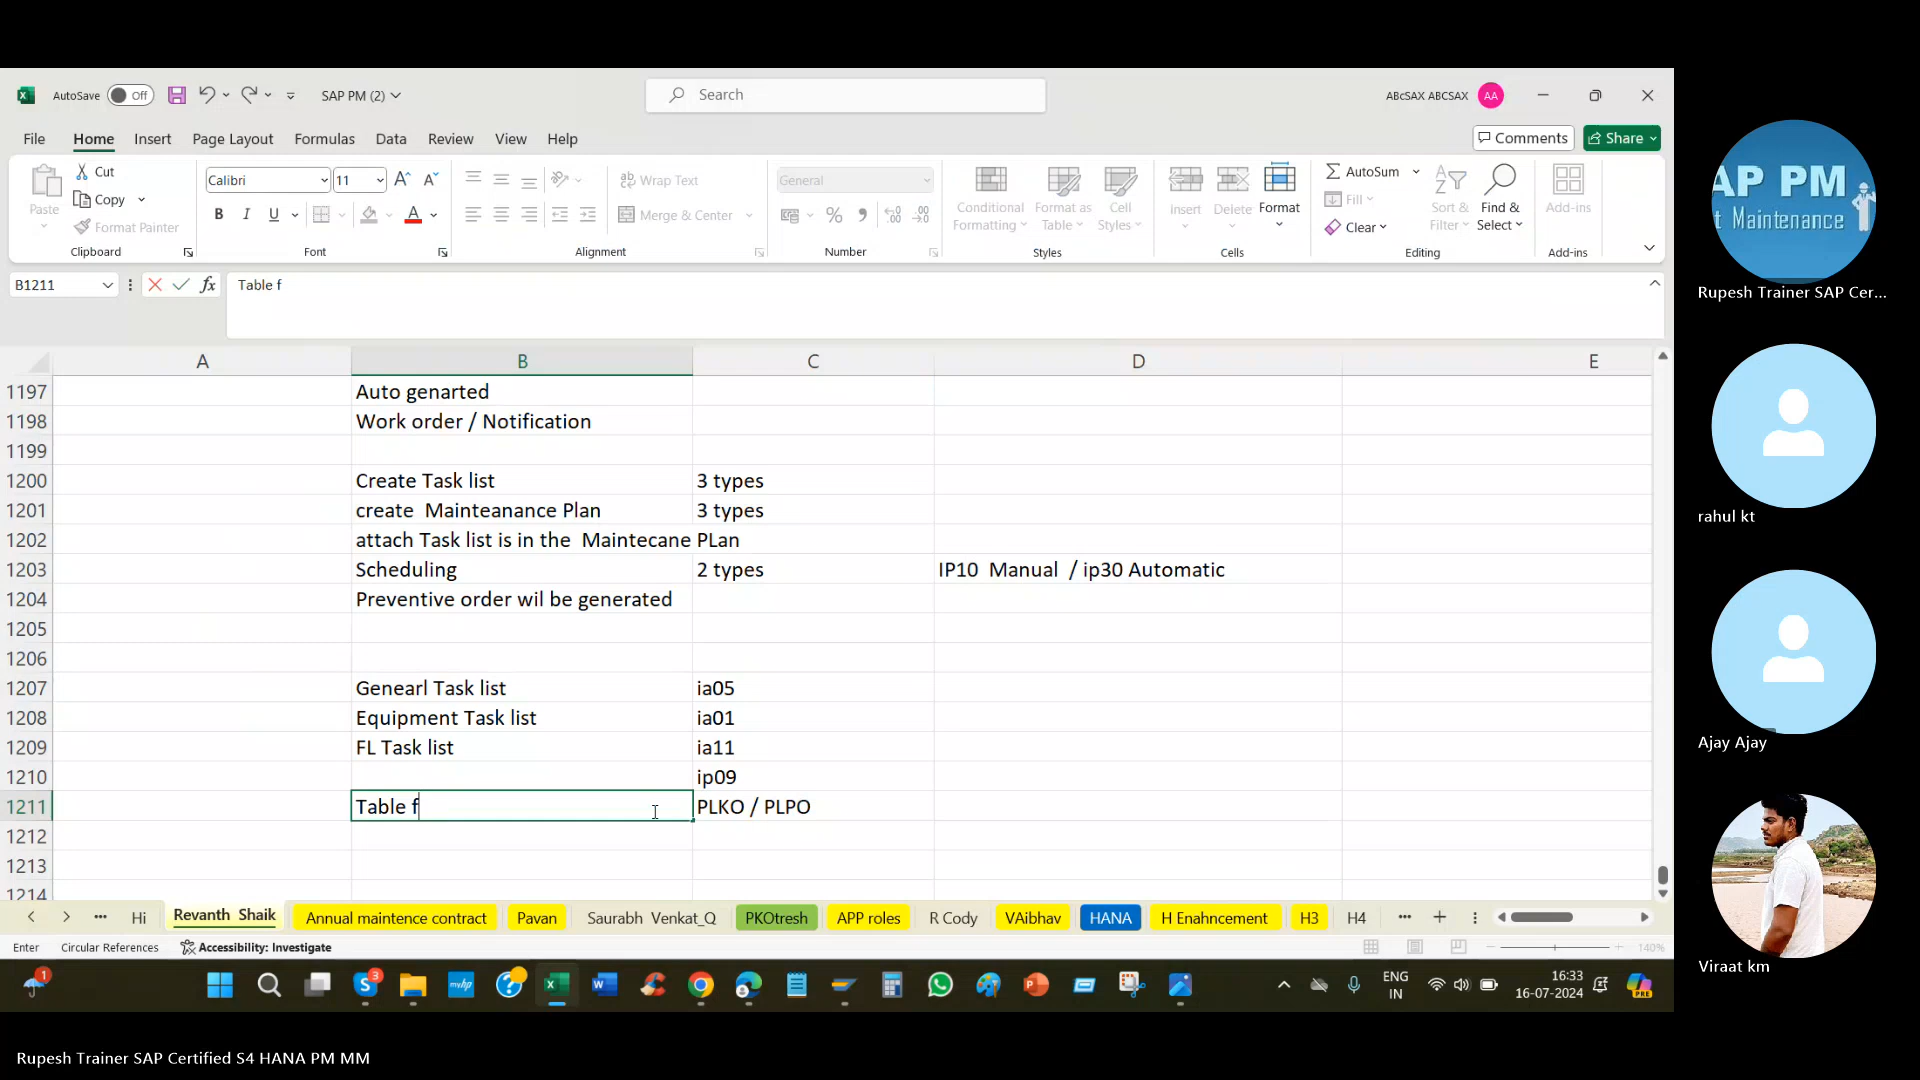 AutoSave Off SAP PM (2) Search ABcSAX ABCSAX AA
File Home Insert Page Layout Formulas Data Review View Help Comments Share
Paste Cut Copy Format Painter Clipboard
Calibri 11 B I U A Font
Wrap Text Merge & Center Alignment
General % Number
Conditional Formatting Format as Table Cell Styles Styles
Insert Delete Format Cells
AutoSum Fill Clear Sort & Filter Find & Select Editing
Add-ins Add-ins
B1211 fx Table f
A B C D E
1197 Auto genarted
1198 Work order / Notification
1199
1200 Create Task list 3 types
1201 create Mainteanance Plan 3 types
1202 attach Task list is in the Maintecane PLan
1203 Scheduling 2 types IP10 Manual / ip30 Automatic
1204 Preventive order wil be generated
1205
1206
1207 Genearl Task list ia05
1208 Equipment Task list ia01
1209 FL Task list ia11
1210 ip09
1211 Table f PLKO / PLPO
1212
1213
1214
Hi Revanth Shaik Annual maintence contract Pavan Saurabh Venkat_Q PKOtresh APP roles R Cody VAibhav HANA H Enahncement H3 H4
Enter Circular References Accessibility: Investigate 140%
1 3 myhp ENG IN 16:33 16-07-2024 PRE
AP PM
t Maintenance
Rupesh Trainer SAP Cer...
rahul kt
Ajay Ajay
Viraat km
Rupesh Trainer SAP Certified S4 HANA PM MM